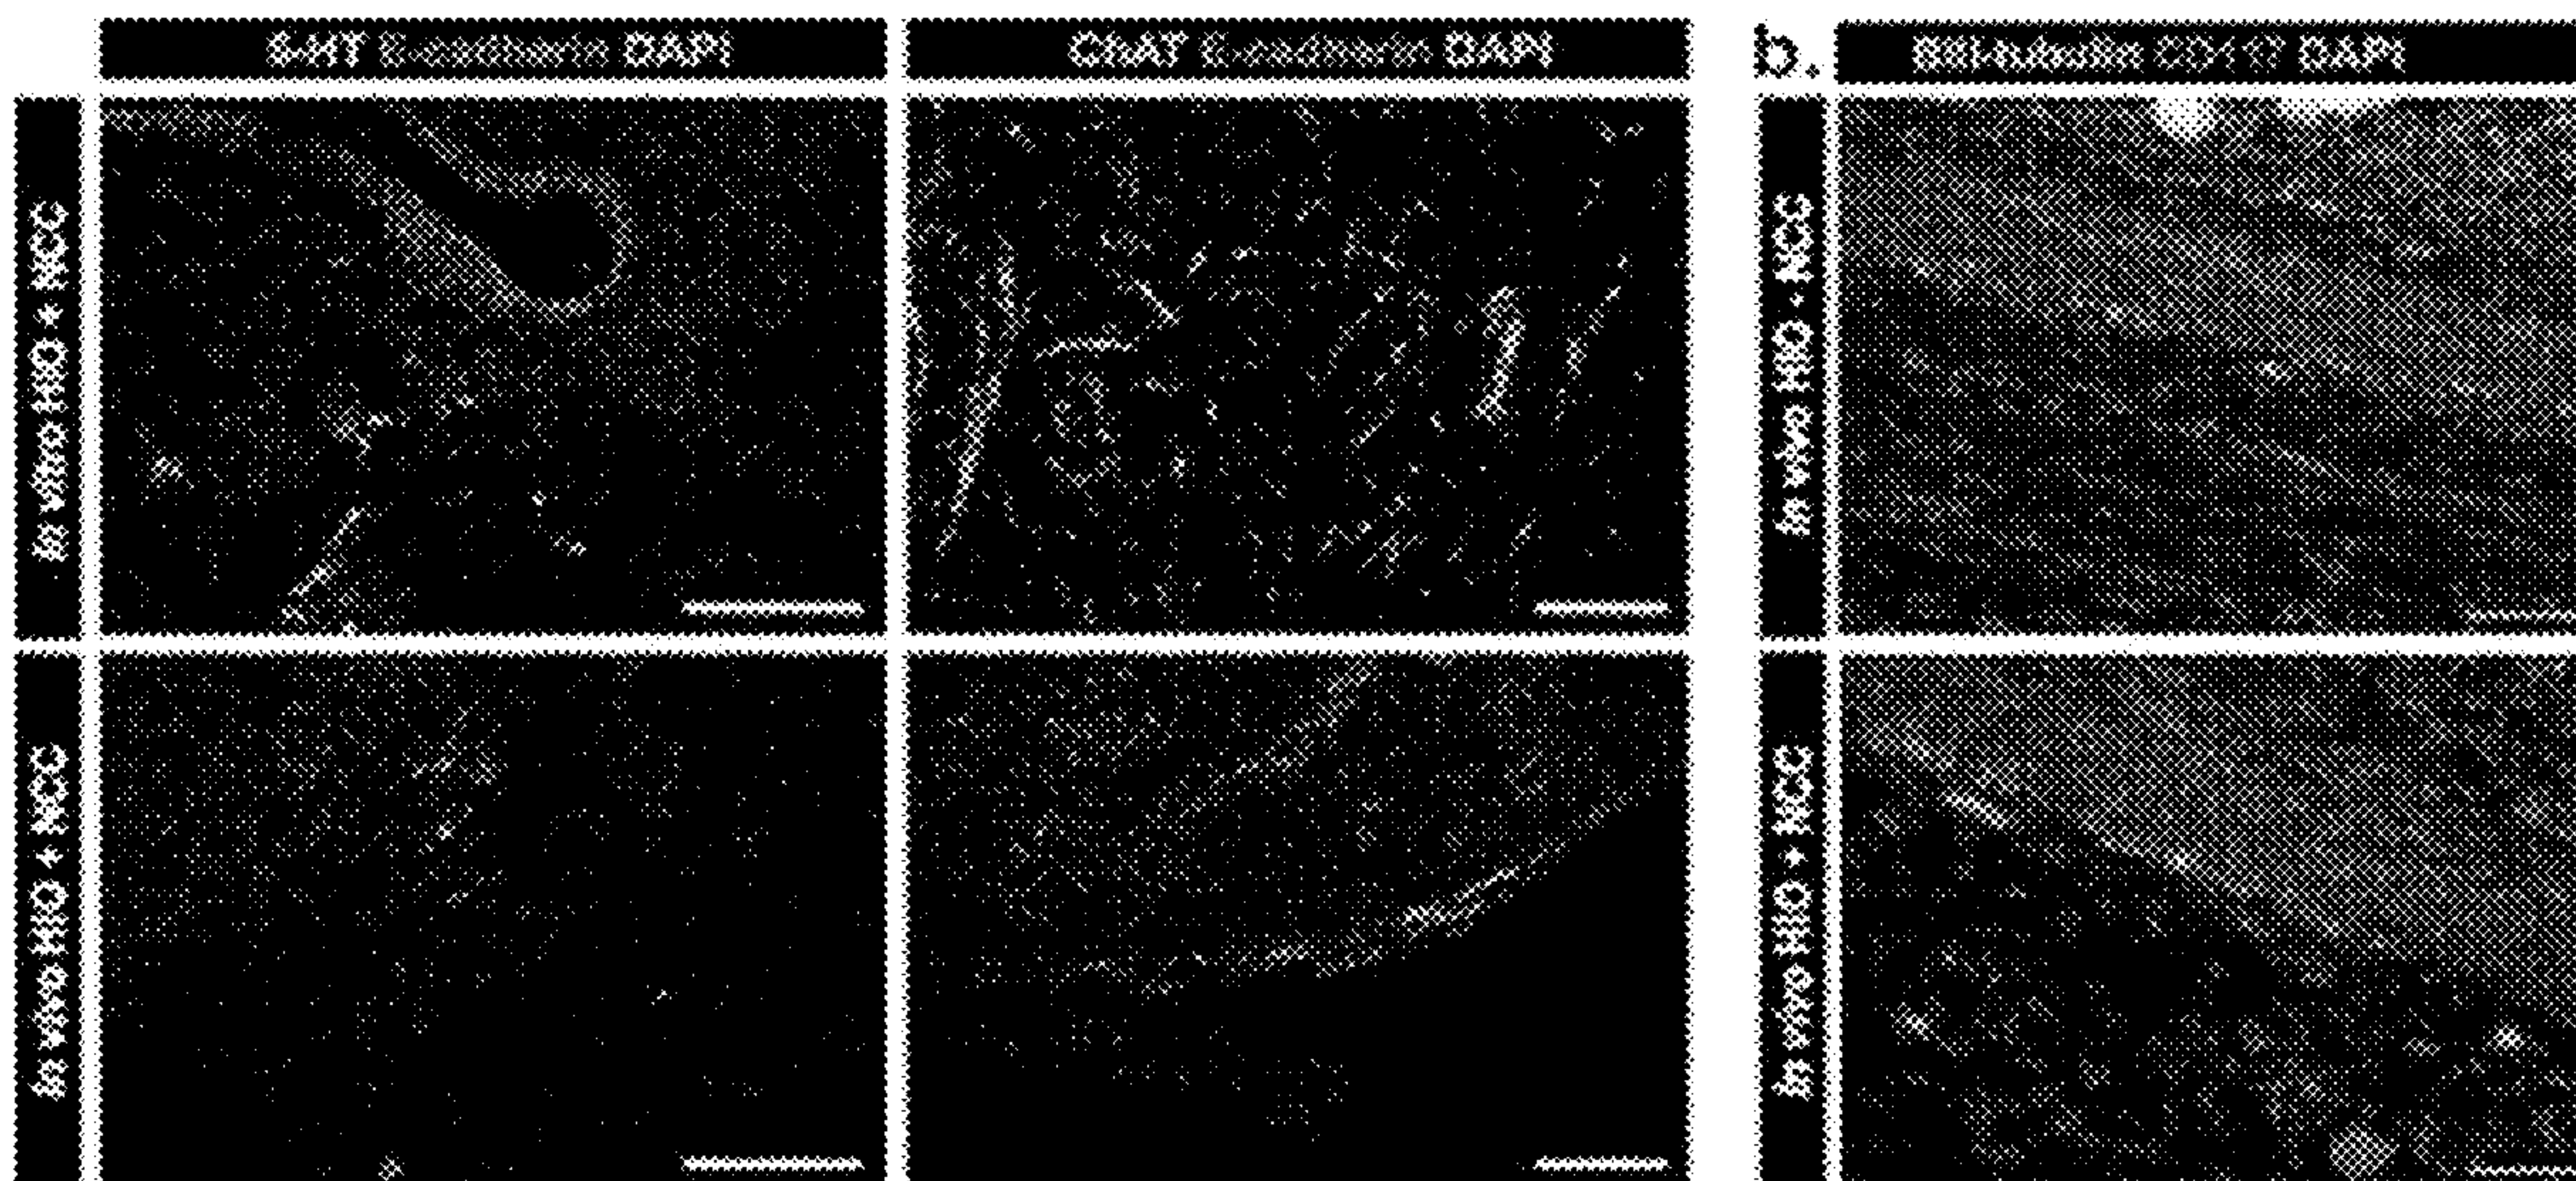 5-HT E-cadherin DAPI
ChAT E-cadherin DAPI
b.
βIII-tubulin CD117 DAPI
In vitro HIO + NCC
In vivo HIO + NCC
In vivo HIO + NCC
In vivo HIO + NCC